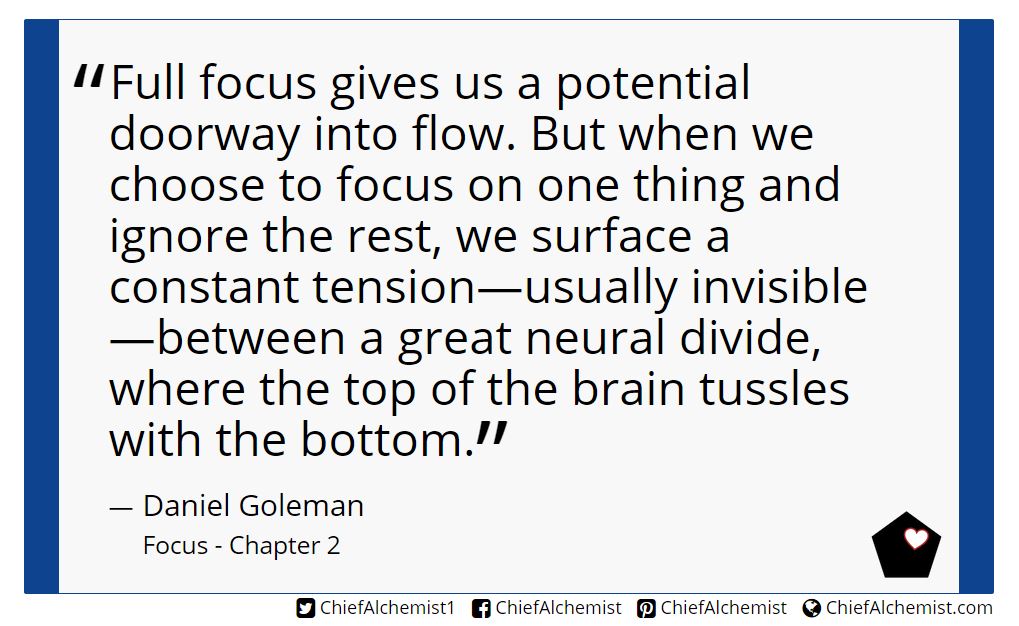 “Full focus gives us a potential
doorway into flow. But when we
choose to focus on one thing and
ignore the rest, we surface a
constant tension—usually invisible
—between a great neural divide,
where the top of the brain tussles
with the bottom.”
— Daniel Goleman
Focus - Chapter 2
ChiefAlchemist1 ChiefAlchemist ChiefAlchemist ChiefAlchemist.com